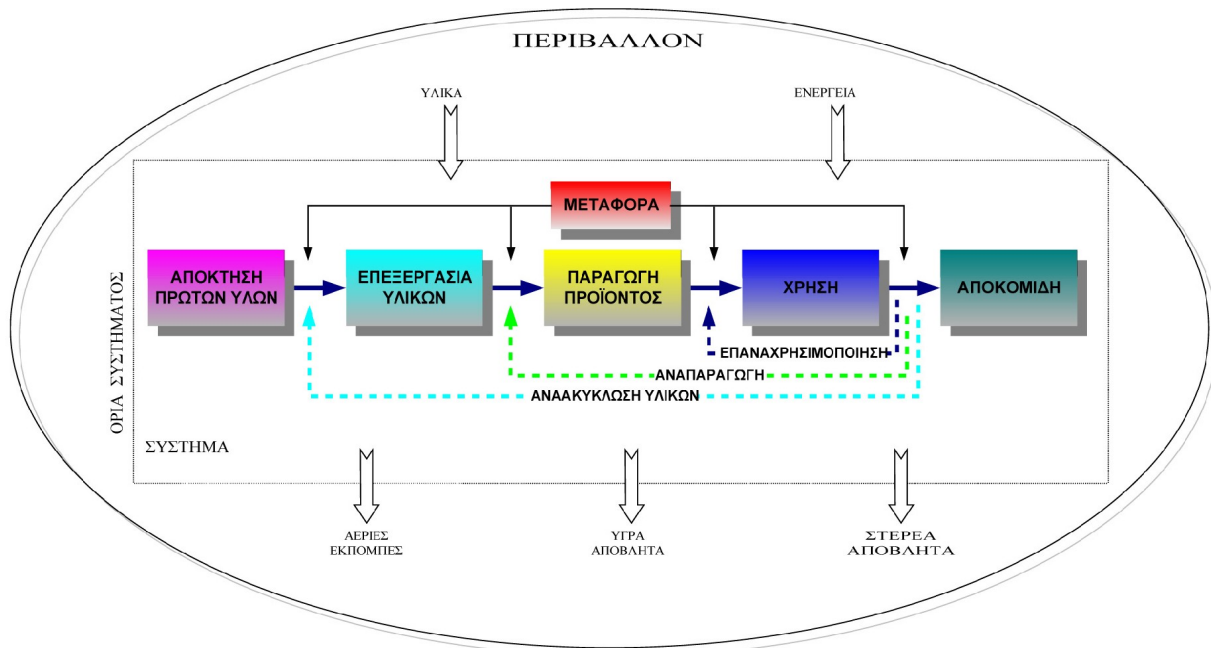 ΠΕΡΙΒΑΛΛΟΝ
ΥΛΙΚΑ
ΕΝΕΡΓΕΙΑ
ΜΕΤΑΦΟΡΑ
ΑΠΟΚΤΗΣΗ
ΠΡΩΤΩΝ ΥΛΩΝ
ΕΠΕΞΕΡΓΑΣΙΑ
ΥΛΙΚΩΝ
ΠΑΡΑΓΩΓΗ
ΠΡΟΪΟΝΤΟΣ
ΧΡΗΣΗ
ΑΠΟΚΟΜΙΔΗ
ΕΠΑΝΑΧΡΗΣΙΜΟΠΟΙΗΣΗ
ΑΝΑΠΑΡΑΓΩΓΗ
ΑΝΑΑΚΥΚΛΩΣΗ ΥΛΙΚΩΝ
ΟΡΙΑ ΣΥΣΤΗΜΑΤΟΣ
ΣΥΣΤΗΜΑ
ΑΕΡΙΕΣ
ΕΚΠΟΜΠΕΣ
ΥΓΡΑ
ΑΠΟΒΛΗΤΑ
ΣΤΕΡΕΑ
ΑΠΟΒΛΗΤΑ